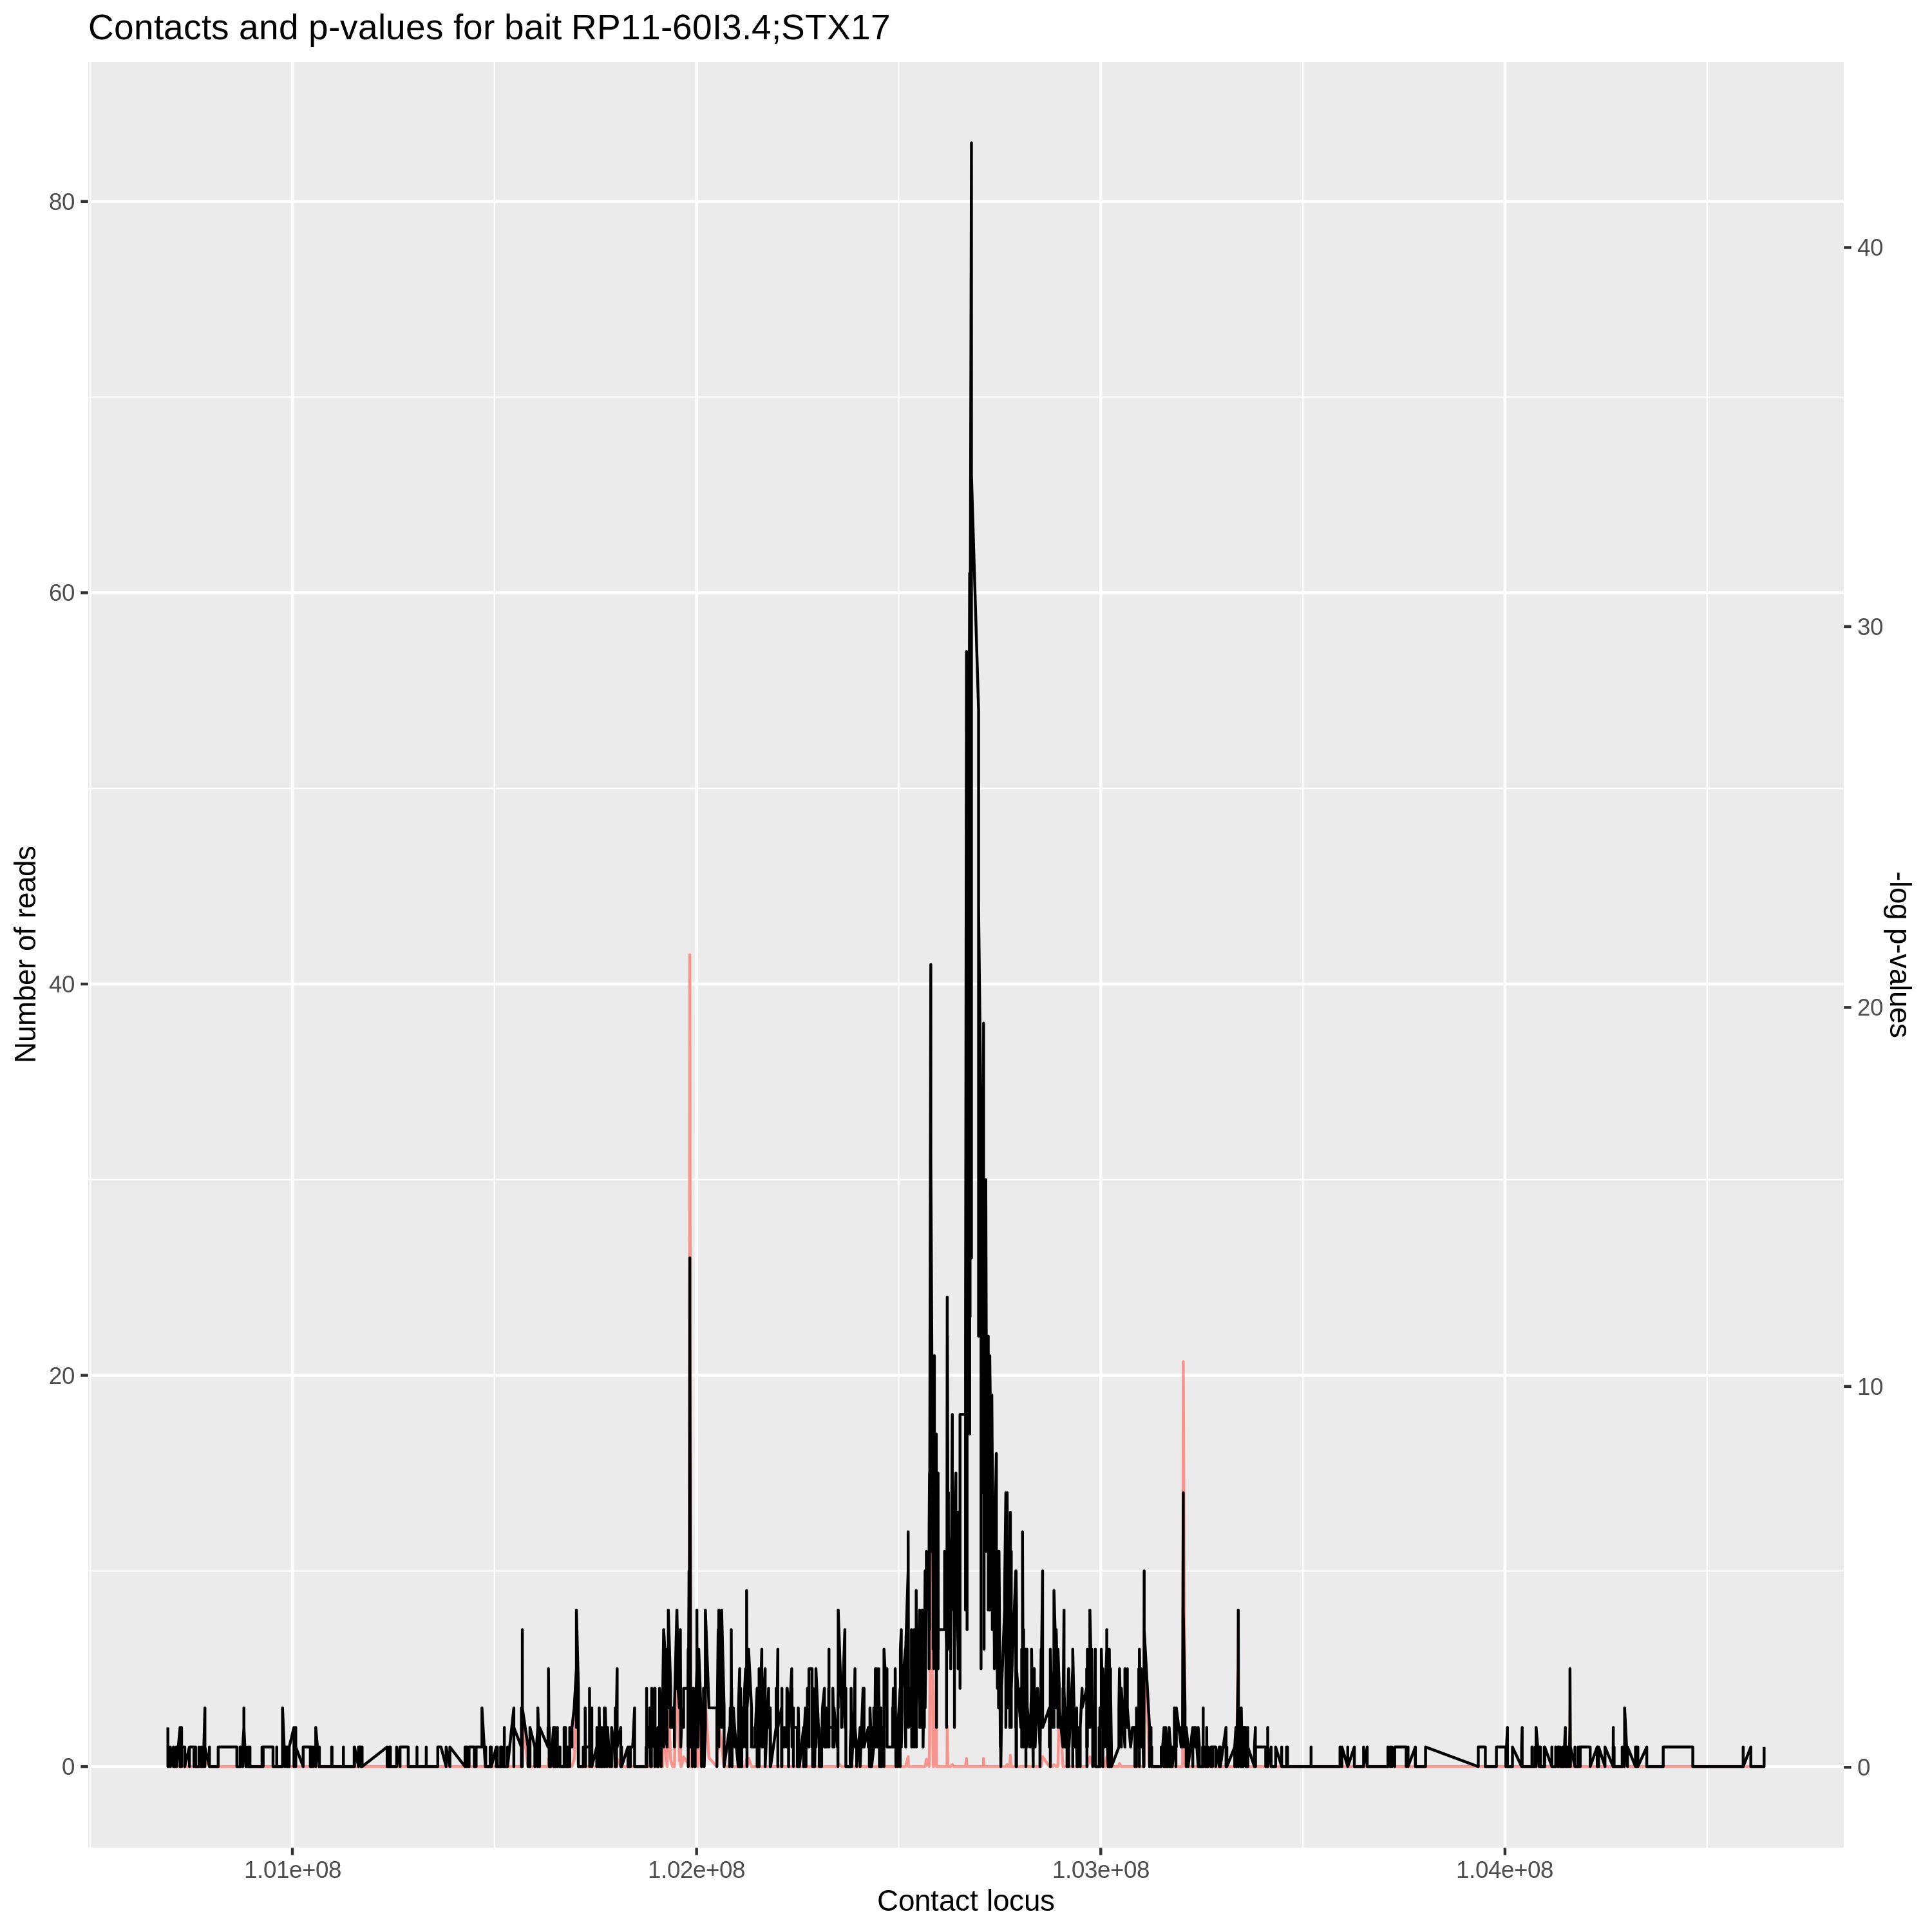 Contacts and p-values for bait RP11-60I3.4;STX17
80
60
40
20
0
Number of reads
40
30
20
10
0
-log p-values
1.01e+08
1.02e+08
1.03e+08
1.04e+08
Contact locus